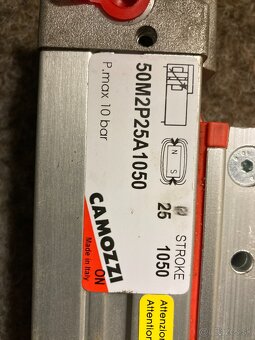 P.max 10 bar
50M2P25A1050
N S
Ø STROKE
25 1050
CAMOZZI
Made in Italy ON
Attenzione
Attention